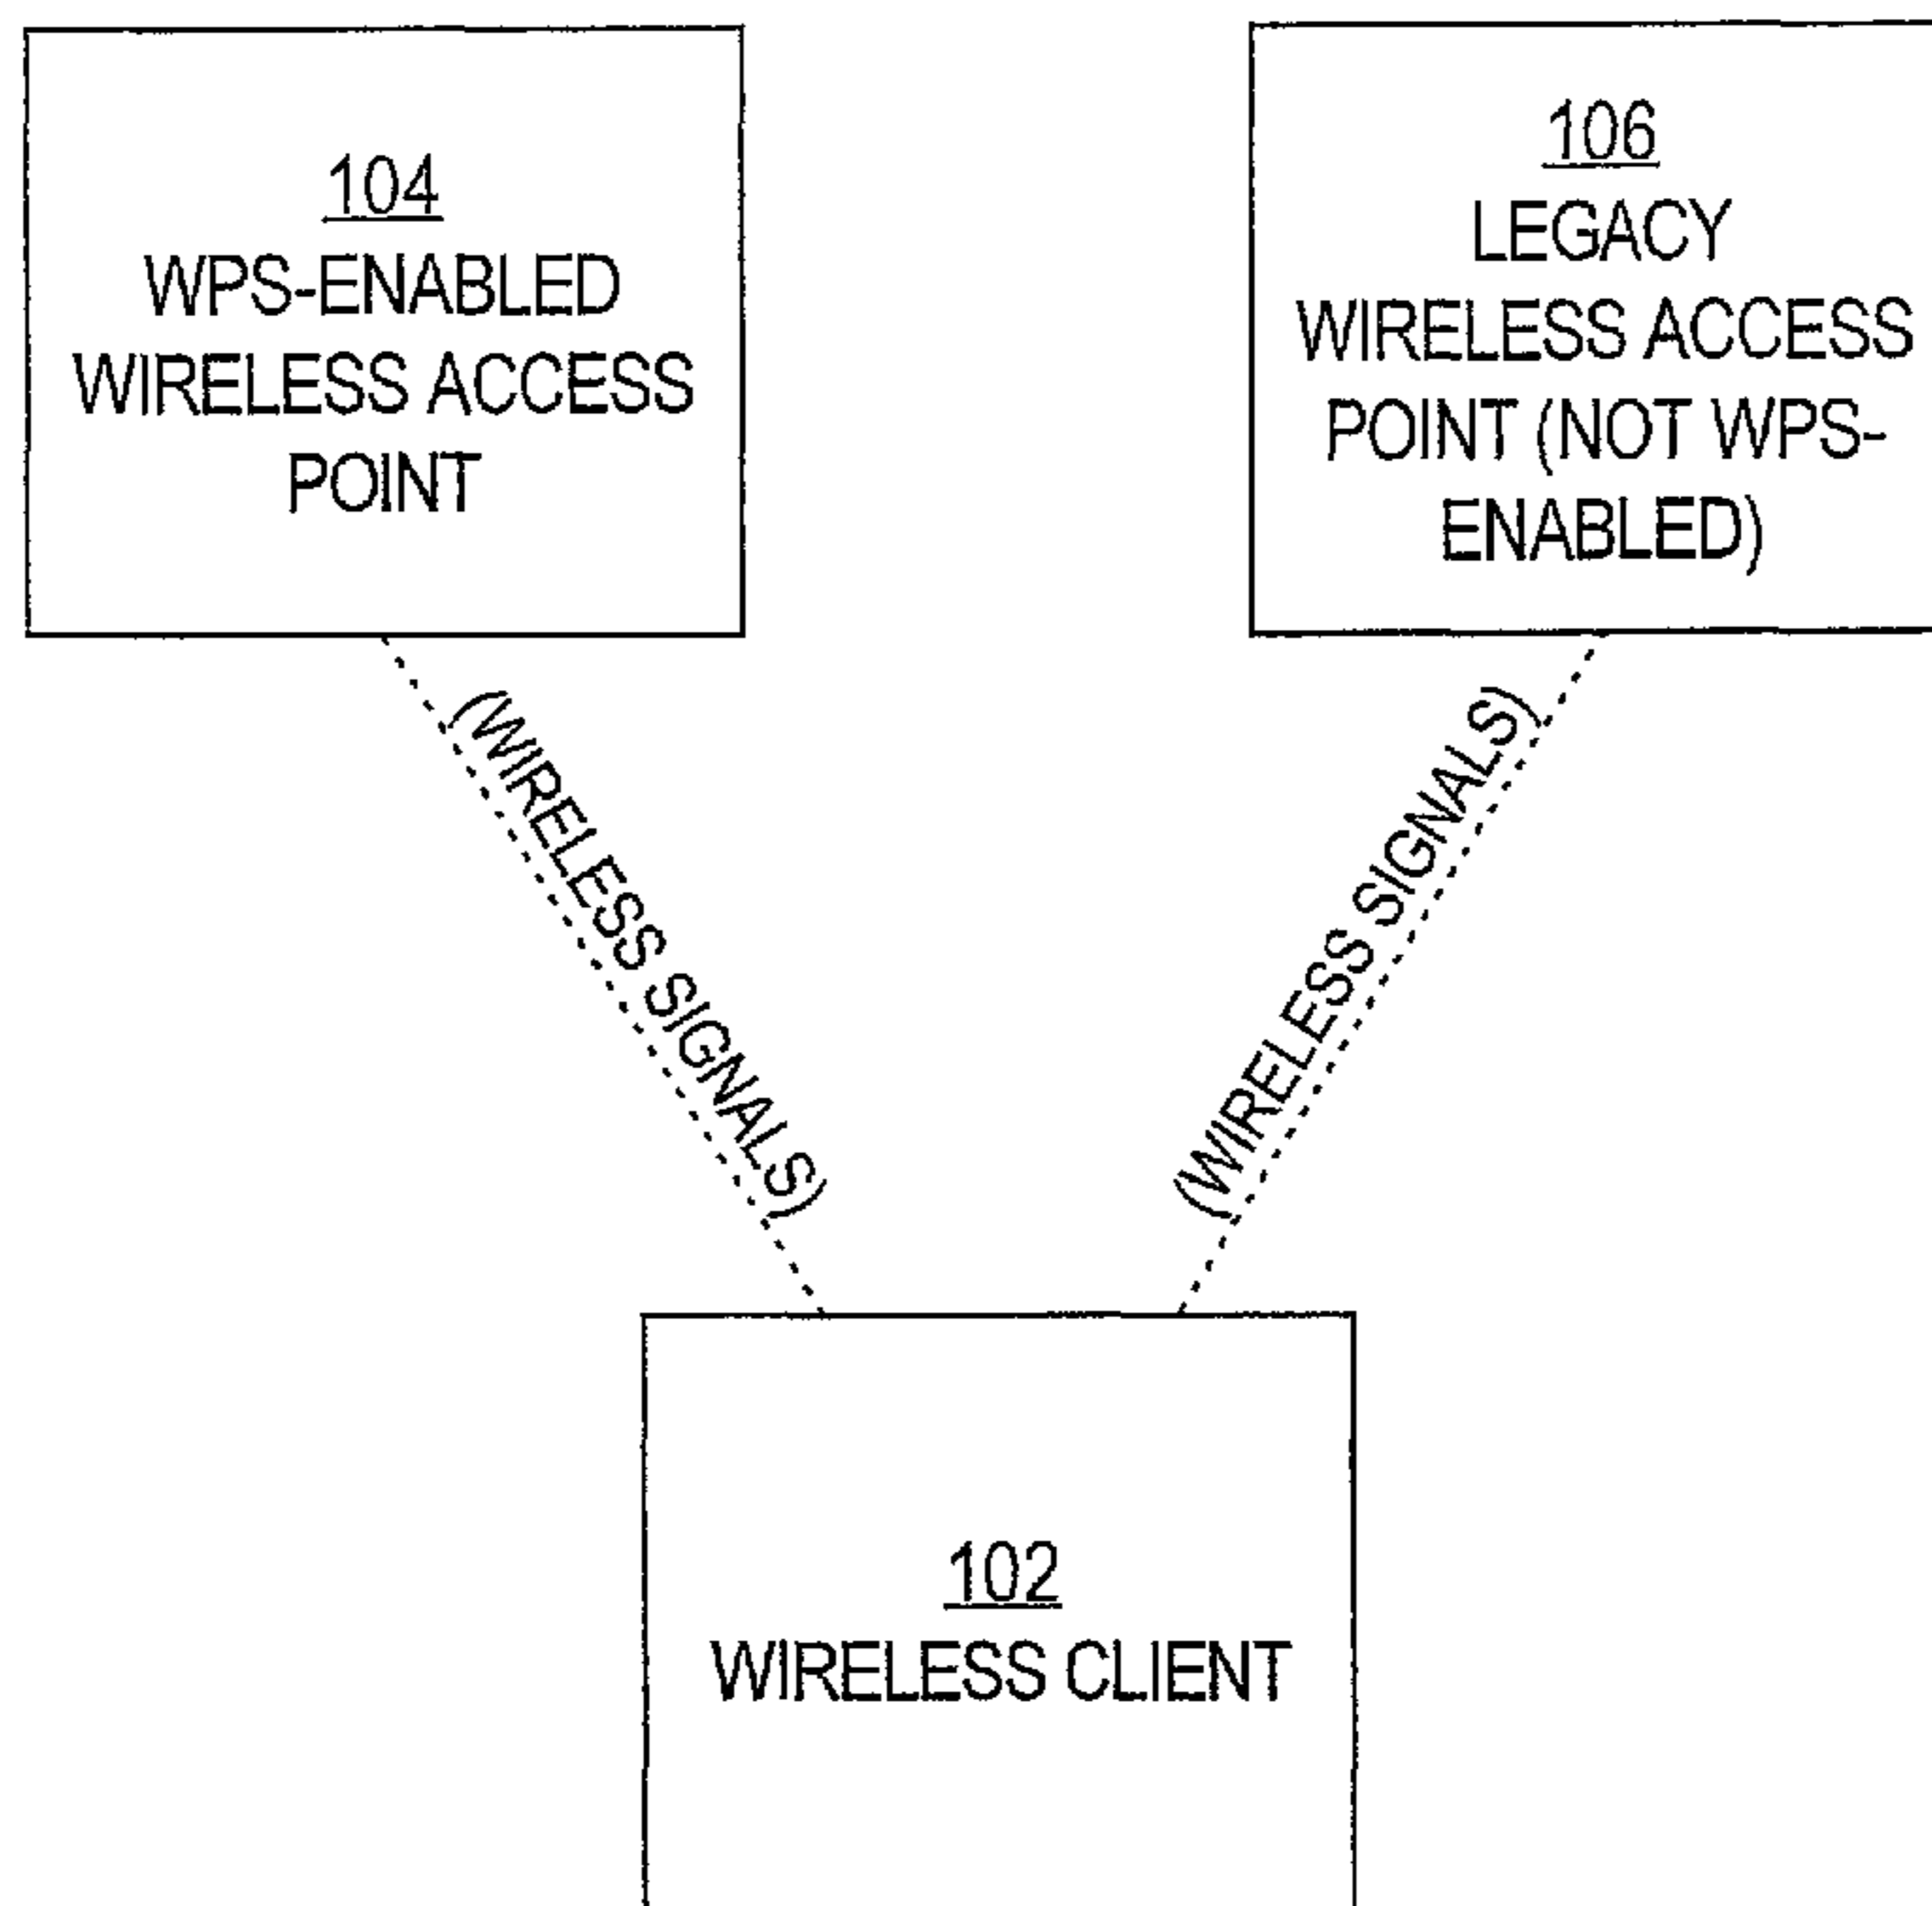 104
WPS-ENABLED
WIRELESS ACCESS
POINT
106
LEGACY
WIRELESS ACCESS
POINT (NOT WPS-
ENABLED)
(WIRELESS SIGNALS)
(WIRELESS SIGNALS)
102
WIRELESS CLIENT